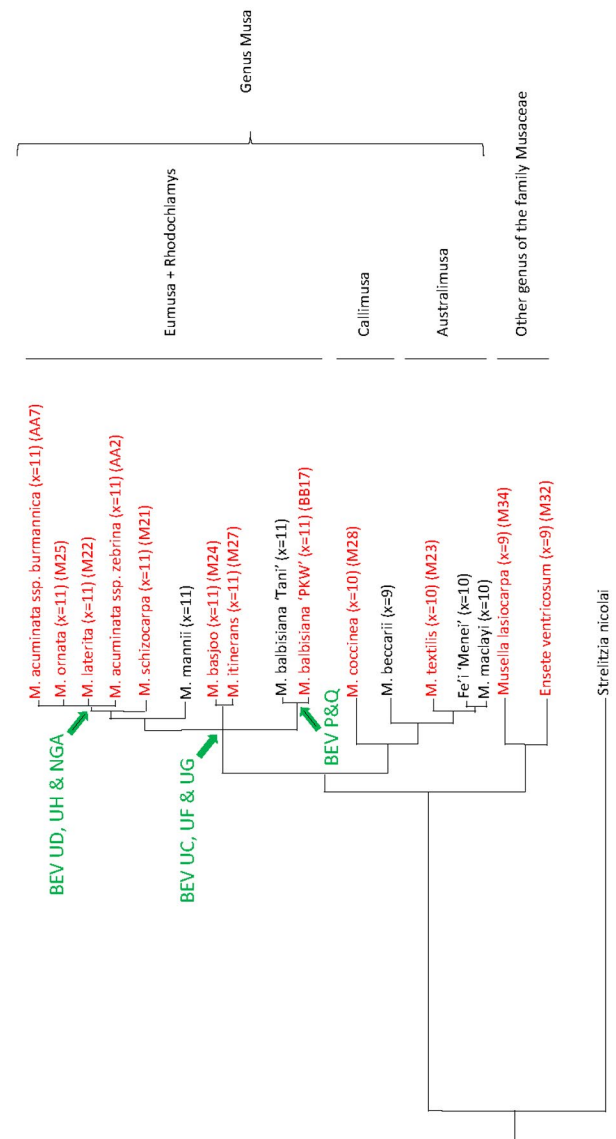 BEV UD, UH & NGA
BEV UC, UF & UG
BEV P&Q
M. acuminata ssp. burmannica (x=11) (AA7)
M. ornata (x=11) (M25)
M. laterita (x=11) (M22)
M. acuminata ssp. zebrina (x=11) (AA2)
M. schizocarpa (x=11) (M21)
M. mannii (x=11)
M. basjoo (x=11) (M24)
M. itinerans (x=11) (M27)
M. balbisiana 'Tani' (x=11)
M. balbisiana 'PKW' (x=11) (BB17)
M. coccinea (x=10) (M28)
M. beccarii (x=9)
M. textilis (x=10) (M23)
Fe'i 'Menei' (x=10)
M. maclayi (x=10)
Musella lasiocarpa (x=9) (M34)
Ensete ventricosum (x=9) (M32)
Strelitzia nicolai
Eumusa + Rhodochlamys
Callimusa
Australimusa
Other genus of the family Musaceae
Genus Musa